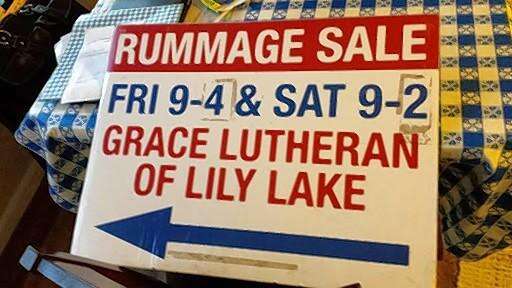 RUMMAGE SALE
FRI 9-4 & SAT 9-2
GRACE LUTHERAN
OF LILY LAKE